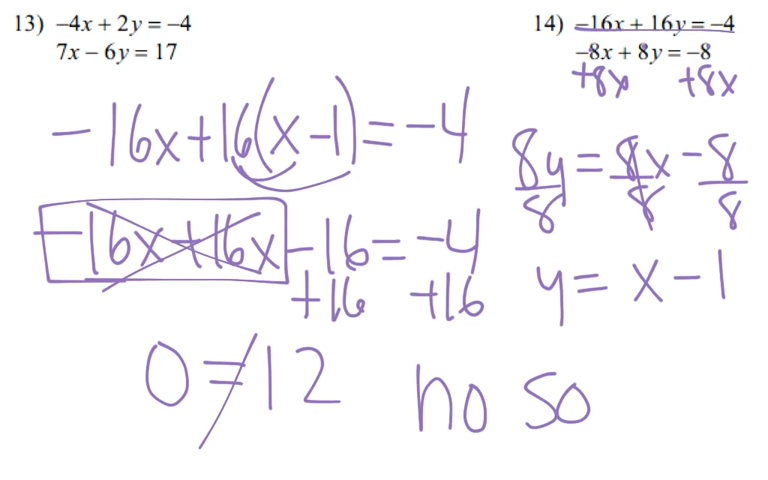 13) −4x + 2y = −4
7x − 6y = 17
14) −16x + 16y = −4
−8x + 8y = −8
+8x +8x
8y = 8x − 8
8 8 8
y = x − 1
−16x + 16(x − 1) = −4
−16x + 16x − 16 = −4
+16 +16
0 ≠ 12 no so